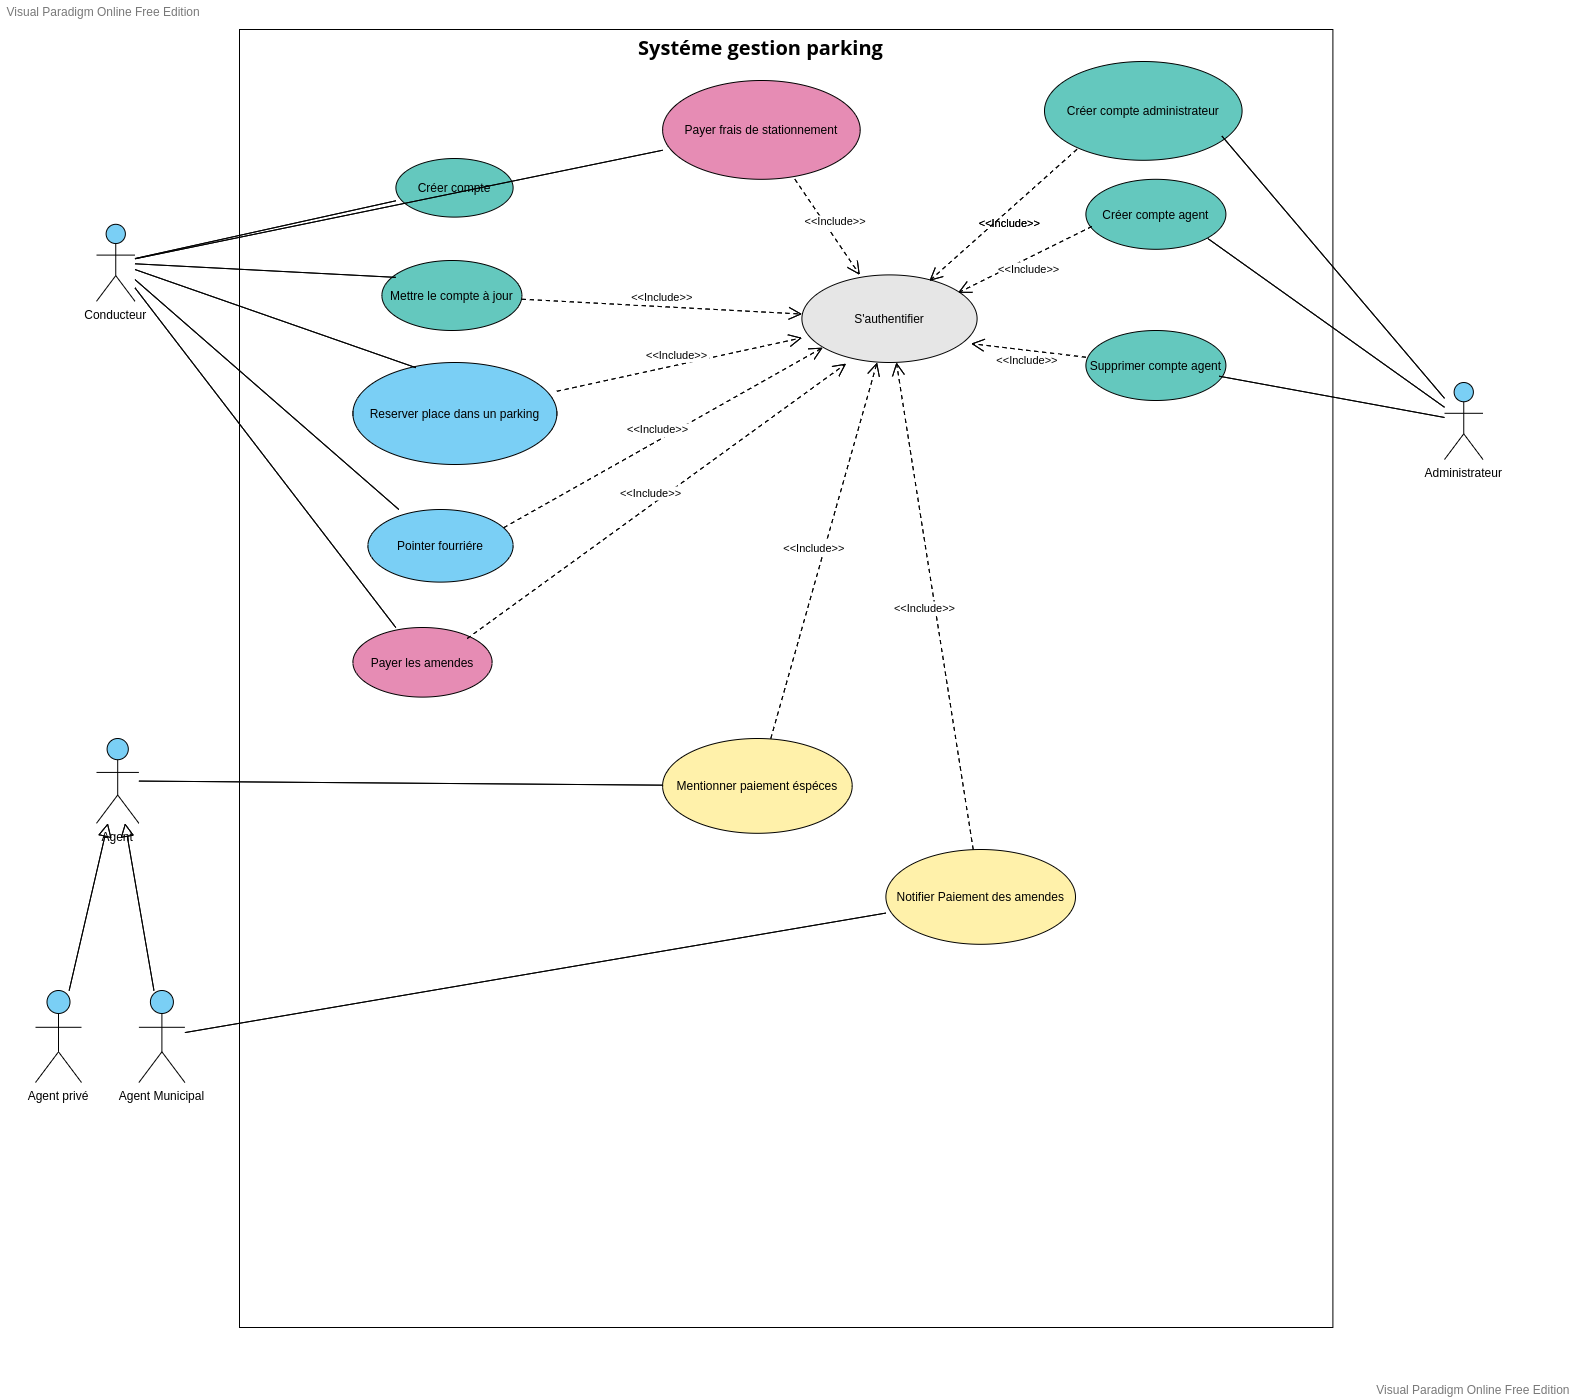 Visual Paradigm Online Free Edition
Systéme gestion parking
Payer frais de stationnement
Créer compte administrateur
Créer compte
Créer compte agent
<<Include>>
<<Include>>
<<Include>>
Mettre le compte à jour
<<Include>>
Conducteur
S'authentifier
<<Include>>
<<Include>>
Supprimer compte agent
Reserver place dans un parking
<<Include>>
Administrateur
<<Include>>
Pointer fourriére
<<Include>>
<<Include>>
Payer les amendes
Mentionner paiement éspéces
Agent
Notifier Paiement des amendes
Agent privé
Agent Municipal
Visual Paradigm Online Free Edition